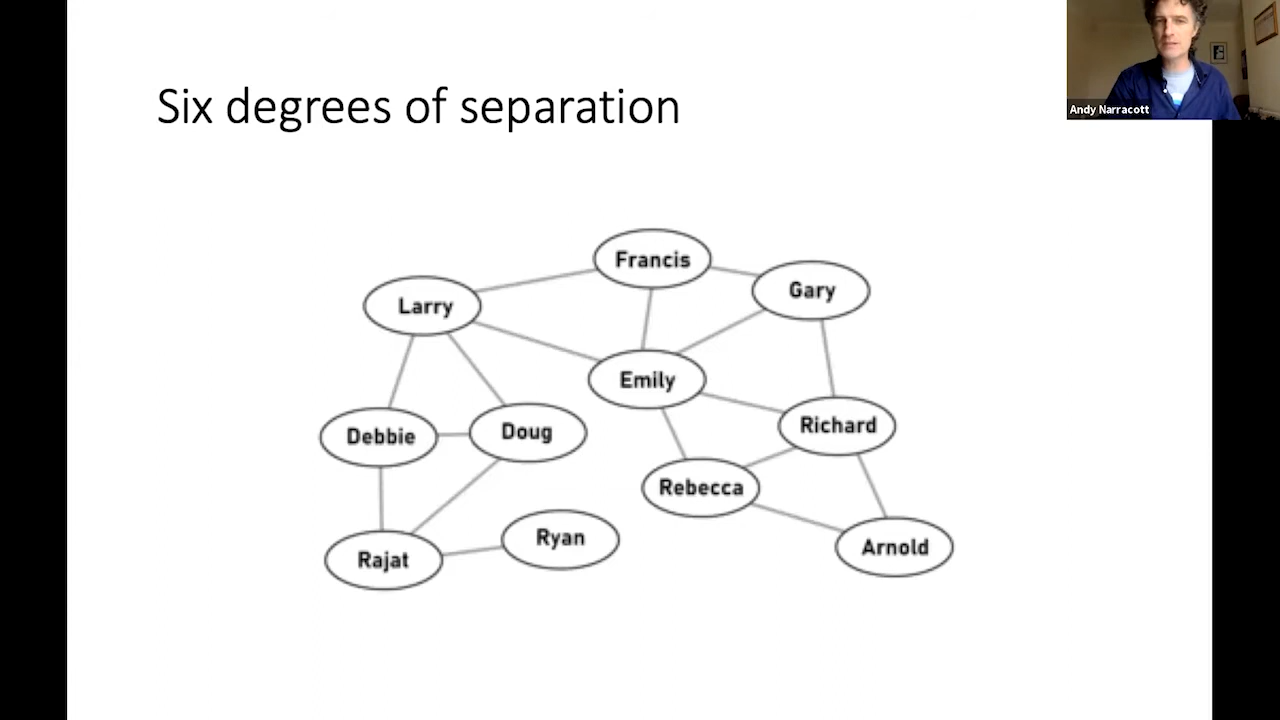 Six degrees of separation
Andy Narracott
Francis
Gary
Larry
Emily
Richard
Debbie
Doug
Rebecca
Ryan
Arnold
Rajat